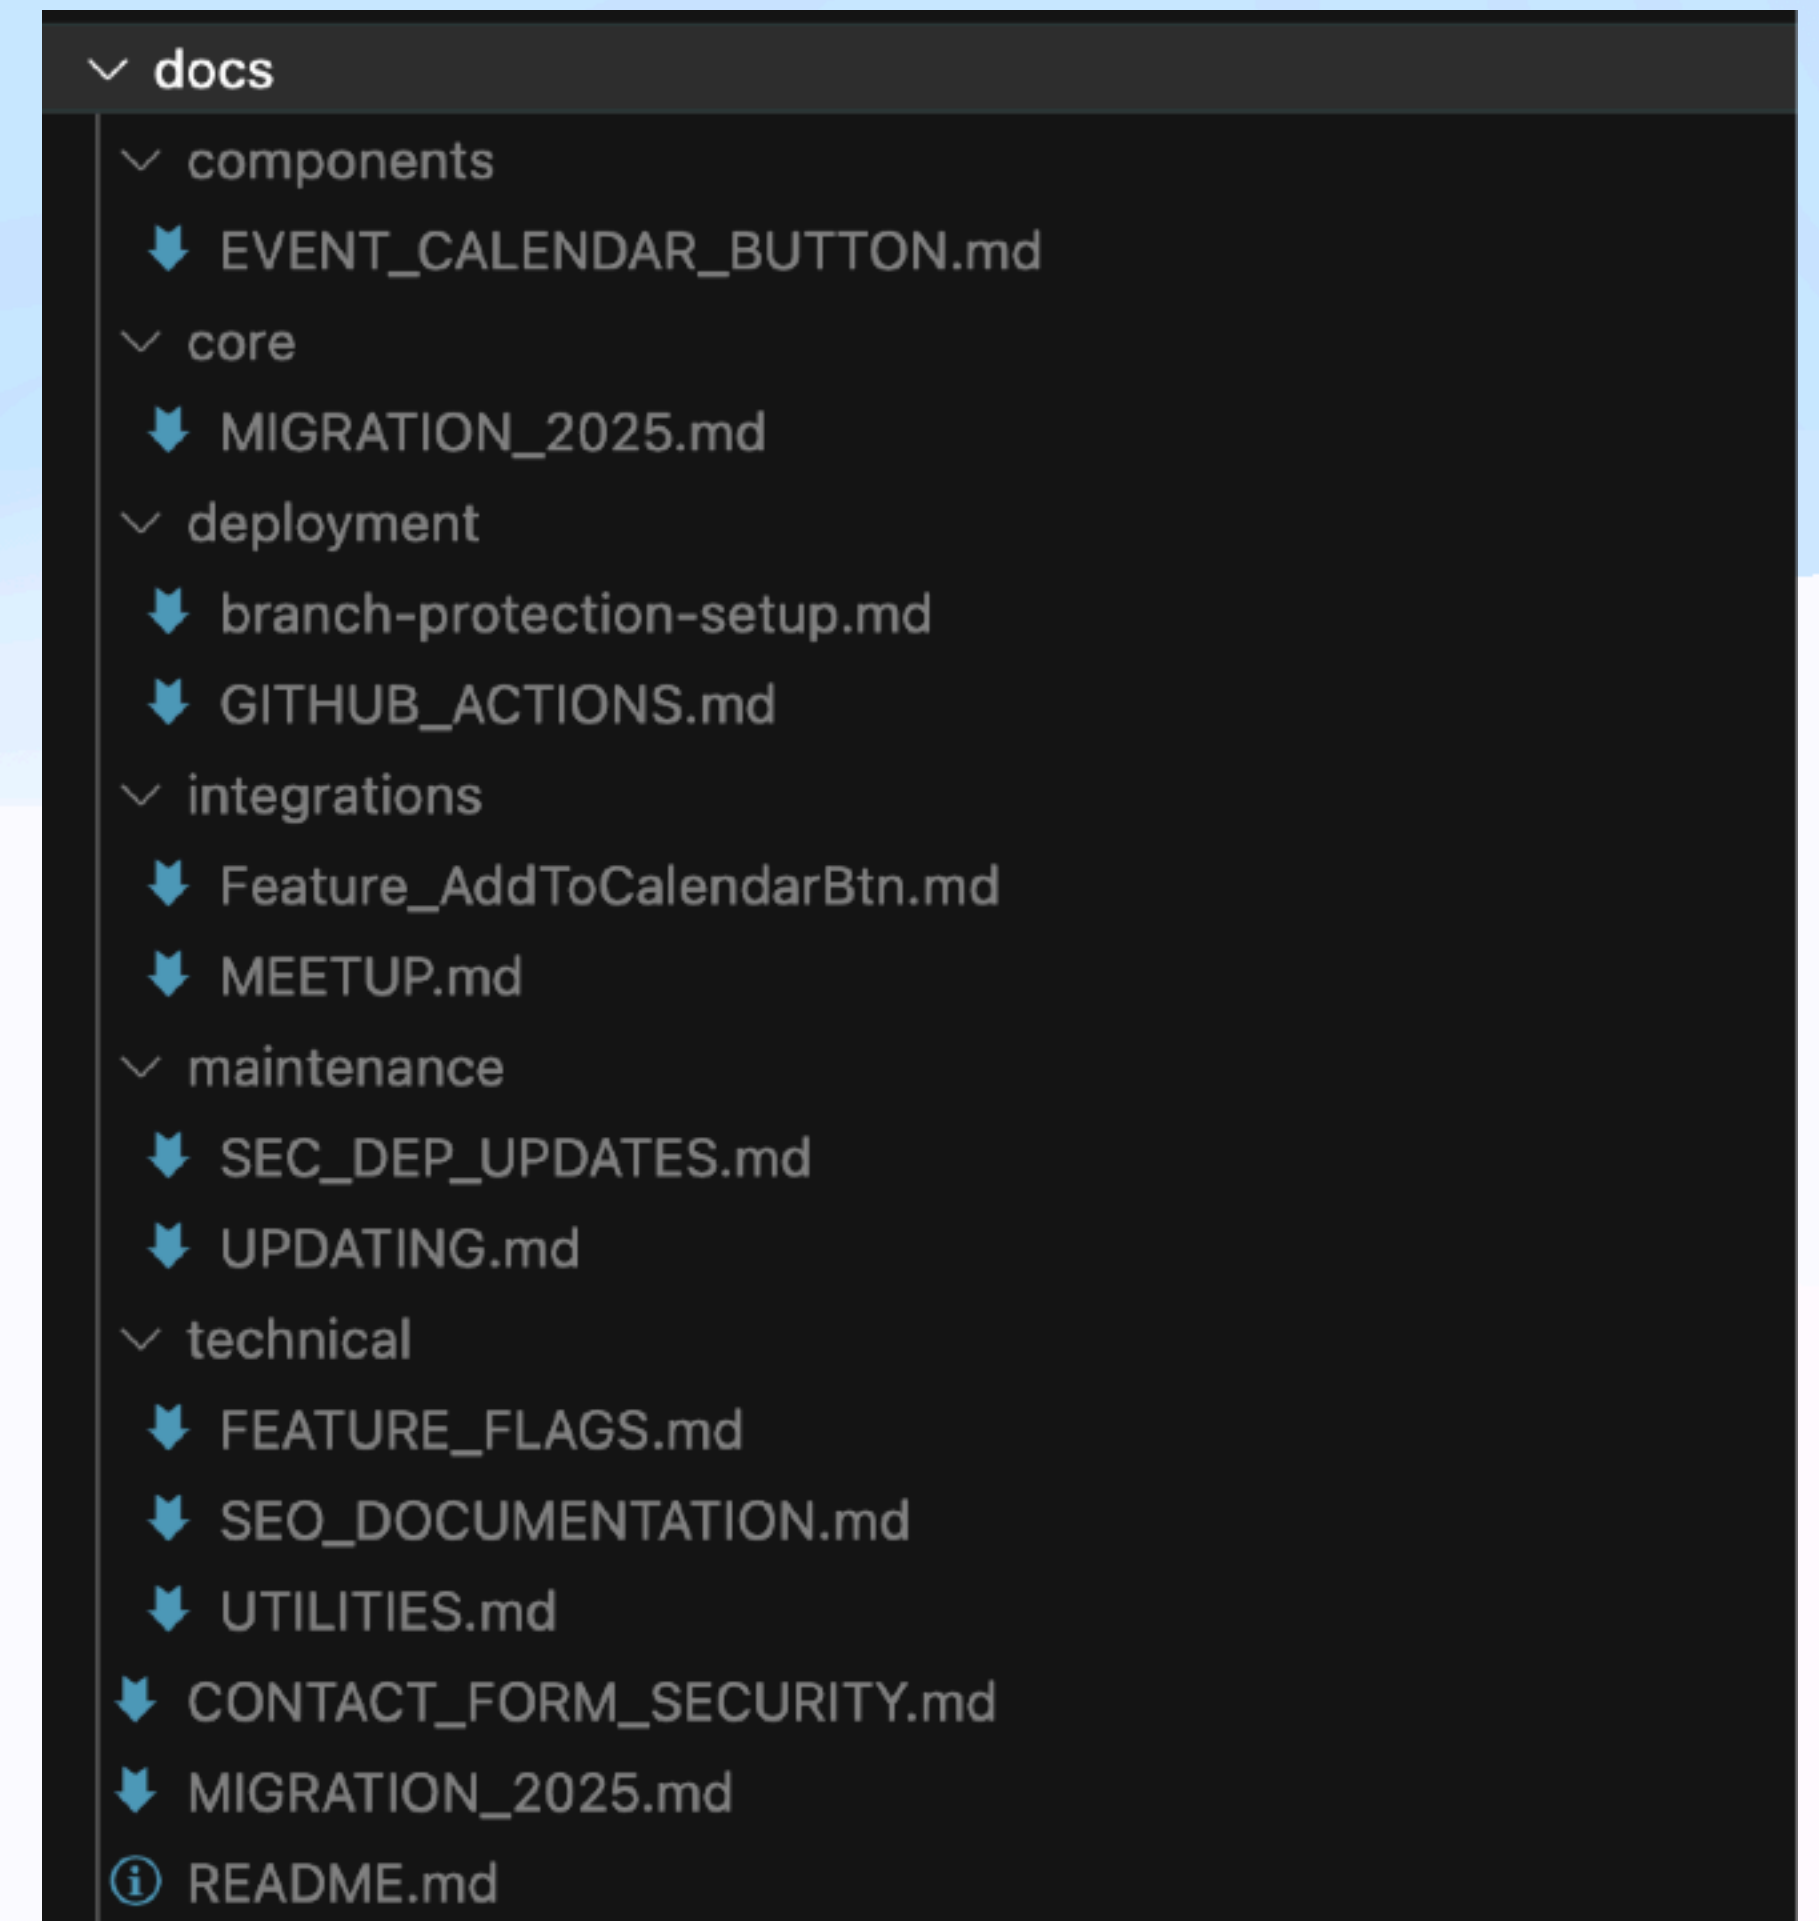 docs
components
EVENT_CALENDAR_BUTTON.md
core
MIGRATION_2025.md
deployment
branch-protection-setup.md
GITHUB_ACTIONS.md
integrations
Feature_AddToCalendarBtn.md
MEETUP.md
maintenance
SEC_DEP_UPDATES.md
UPDATING.md
technical
FEATURE_FLAGS.md
SEO_DOCUMENTATION.md
UTILITIES.md
CONTACT_FORM_SECURITY.md
MIGRATION_2025.md
README.md